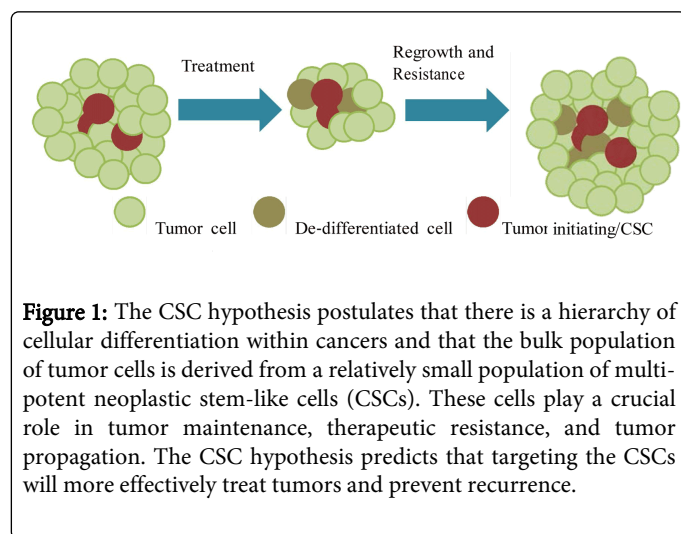 Treatment
Regrowth and
Resistance
Tumor cell
De-differentiated cell
Tumor initiating/CSC
Figure 1: The CSC hypothesis postulates that there is a hierarchy of
cellular differentiation within cancers and that the bulk population
of tumor cells is derived from a relatively small population of multi-
potent neoplastic stem-like cells (CSCs). These cells play a crucial
role in tumor maintenance, therapeutic resistance, and tumor
propagation. The CSC hypothesis predicts that targeting the CSCs
will more effectively treat tumors and prevent recurrence.